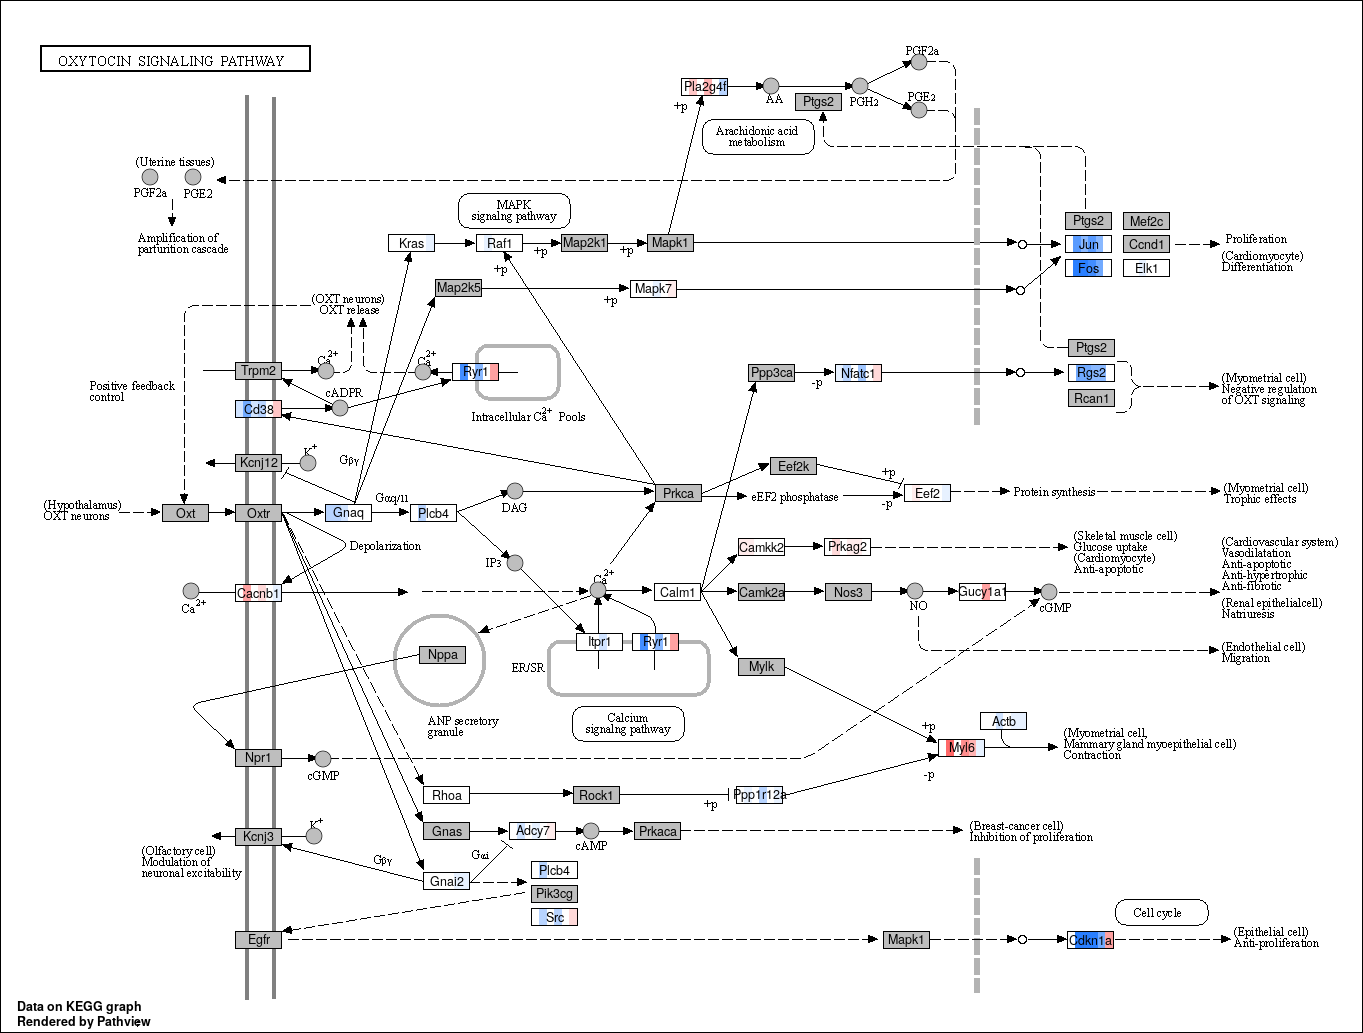 OXYTOCIN SIGNALING PATHWAY
PGF2a
Pla2g4f
+p
AA
Ptgs2
PGH2
PGE2
Arachidonic acid
metabolism
(Uterine tissues)
PGF2a
PGE2
Amplification of
parturition cascade
MAPK
signalng pathway
Kras
Raf1
+p
Map2k1
+p
Mapk1
+p
Map2k5
+p
Mapk7
Ptgs2
Mef2c
Jun
Ccnd1
Fos
Elk1
Proliferation
(Cardiomyocyte)
Differentiation
(OXT neurons)
OXT release
Trpm2
Ca2+
Ca2+
Ryr1
cADPR
Cd38
Positive feedback
control
Intracellular Ca2+ Pools
Ppp3ca
-p
Nfatc1
Ptgs2
Rgs2
Rcan1
(Myometrial cell)
Negative regulation
of OXT signaling
Kcnj12
K+
Gβγ
Eef2k
+p
Prkca
eEF2 phosphatase
-p
Eef2
Protein synthesis
(Myometrial cell)
Trophic effects
(Hypothalamus)
OXT neurons
Oxt
Oxtr
Gnaq
Gαq/11
Plcb4
DAG
Depolarization
IP3
Camkk2
Prkag2
(Skeletal muscle cell)
Glucose uptake
(Cardiomyocyte)
Anti-apoptotic
(Cardiovascular system)
Vasodilatation
Anti-apoptotic
Anti-hypertrophic
Anti-fibrotic
(Renal epithelialcell)
Natriuresis
Ca2+
Cacnb1
Ca2+
Calm1
Camk2a
Nos3
NO
Gucy1a1
cGMP
Nppa
ER/SR
Itpr1
Ryr1
Mylk
(Endothelial cell)
Migration
ANP secretory
granule
Calcium
signalng pathway
+p
Actb
Myl6
-p
(Myometrial cell,
Mammary gland myoepithelial cell)
Contraction
Npr1
cGMP
Rhoa
Rock1
+p
Ppp1r12a
Kcnj3
K+
Gnas
Adcy7
cAMP
Prkaca
(Breast-cancer cell)
Inhibition of proliferation
(Olfactory cell)
Modulation of
neuronal excitability
Gβγ
Gαi
Gnai2
Plcb4
Pik3cg
Src
Egfr
Mapk1
Cdkn1a
Cell cycle
(Epithelial cell)
Anti-proliferation
Data on KEGG graph
Rendered by Pathview